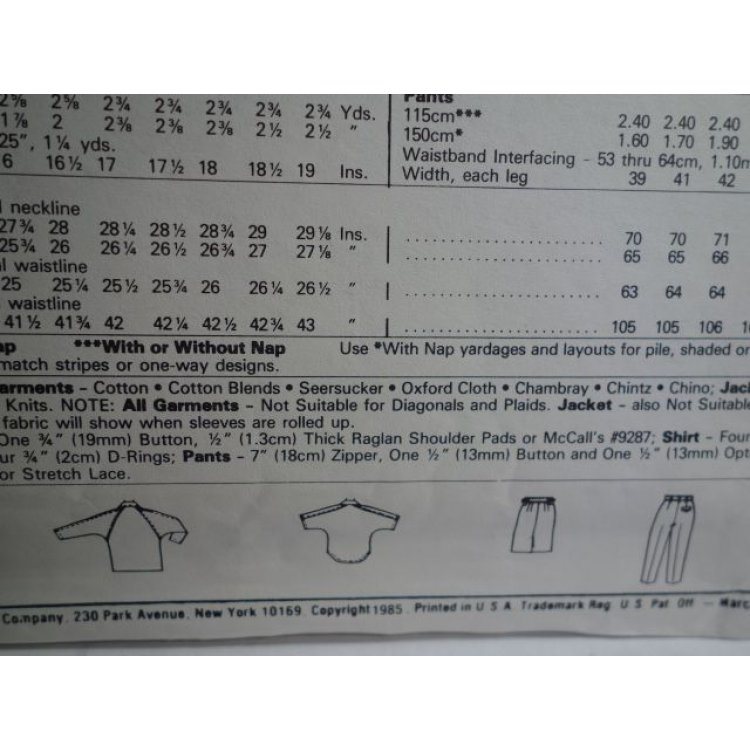 2⅝ 2⅝ 2¾ 2¾ 2¾ 2¾ 2¾ Yds.
1⅞ 2 2⅜ 2⅜ 2⅜ 2½ 2½ "
25", 1¼ yds.
6 16½ 17 17½ 18 18½ 19 Ins.
neckline
27¾ 28 28¼ 28½ 28¾ 29 29⅛ Ins.
25¾ 26 26¼ 26½ 26¾ 27 27⅛ "
waistline
25 25¼ 25½ 25¾ 26 26¼ 26½ "
waistline
41½ 41¾ 42 42¼ 42½ 42¾ 43 "
Pants
115cm*** 2.40 2.40 2.40
150cm* 1.60 1.70 1.90
Waistband Interfacing - 53 thru 64cm, 1.10m
Width, each leg 39 41 42
70 70 71
65 65 66
63 64 64
105 105 106
***With or Without Nap Use *With Nap yardages and layouts for pile, shaded or
match stripes or one-way designs.
arments - Cotton • Cotton Blends • Seersucker • Oxford Cloth • Chambray • Chintz • Chino; Jack
Knits. NOTE: All Garments - Not Suitable for Diagonals and Plaids. Jacket - also Not Suitable
fabric will show when sleeves are rolled up.
One ¾" (19mm) Button, ½" (1.3cm) Thick Raglan Shoulder Pads or McCall's #9287; Shirt - Four
ur ¾" (2cm) D-Rings; Pants - 7" (18cm) Zipper, One ½" (13mm) Button and One ½" (13mm) Opt
or Stretch Lace.
Company, 230 Park Avenue, New York 10169. Copyright 1985. Printed in U S A. Trademark Reg U S Pat Off — Marc